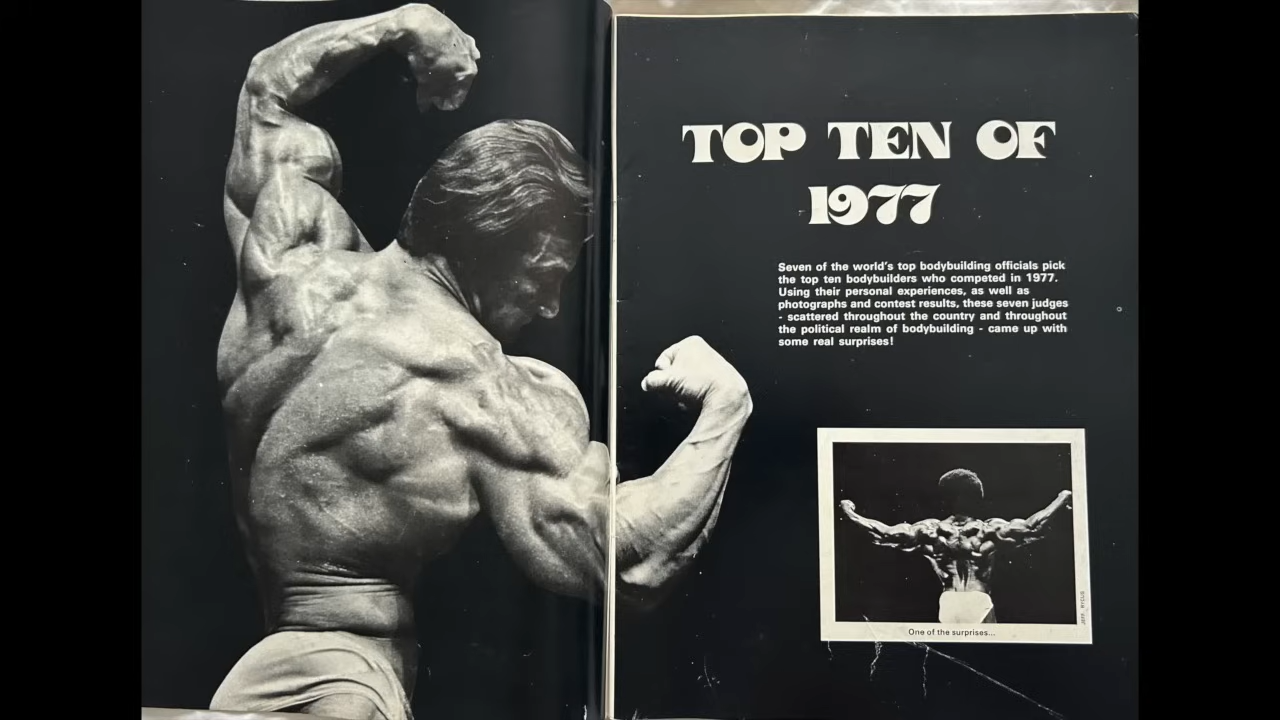 TOP TEN OF
1977
Seven of the world's top bodybuilding officials pick
the top ten bodybuilders who competed in 1977.
Using their personal experiences, as well as
photographs and contest results, these seven judges
- scattered throughout the country and throughout
the political realm of bodybuilding - came up with
some real surprises!
JEFF RYCUS
One of the surprises...